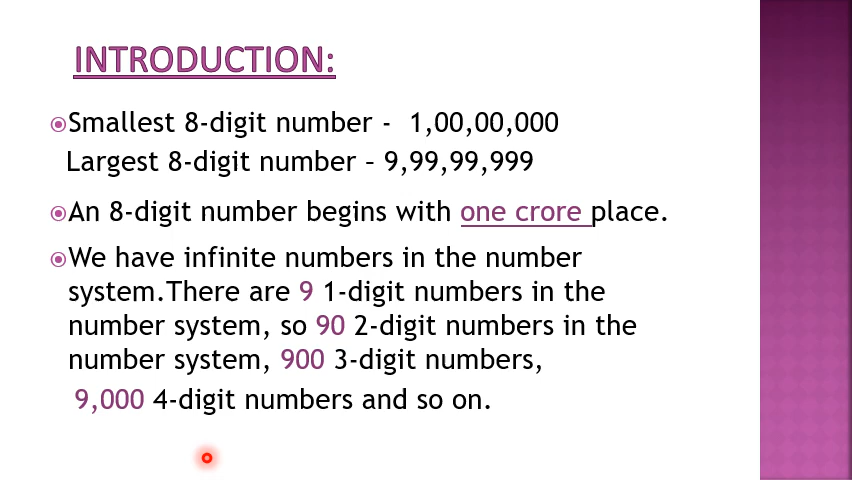 INTRODUCTION:
Smallest 8-digit number -  1,00,00,000
Largest 8-digit number – 9,99,99,999
An 8-digit number begins with one crore place.
We have infinite numbers in the number
system.There are 9 1-digit numbers in the
number system, so 90 2-digit numbers in the
number system, 900 3-digit numbers,
9,000 4-digit numbers and so on.